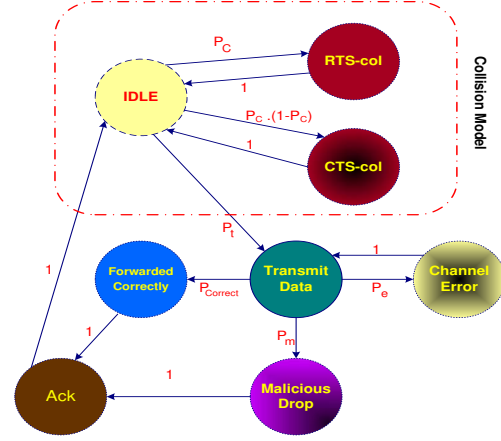 P_C
RTS-col
1
IDLE
P_C .(1-P_C)
1
CTS-col
Collision Model
P_t
Forwarded
Correctly
P_Correct
Transmit
Data
1
P_e
Channel
Error
1
1
P_m
Ack
1
Malicious
Drop